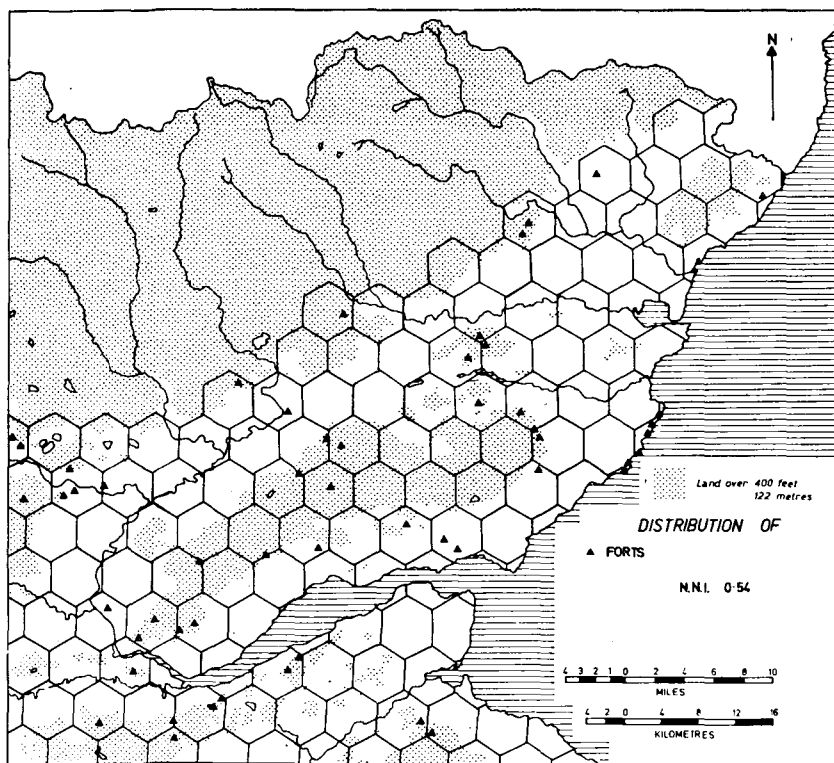 N
Land over 400 feet
122 metres
DISTRIBUTION OF
▲ FORTS
N.N.I. 0·54
4 3 2 1 0 2 4 6 8 10
MILES
4 2 0 4 8 12 16
KILOMETRES